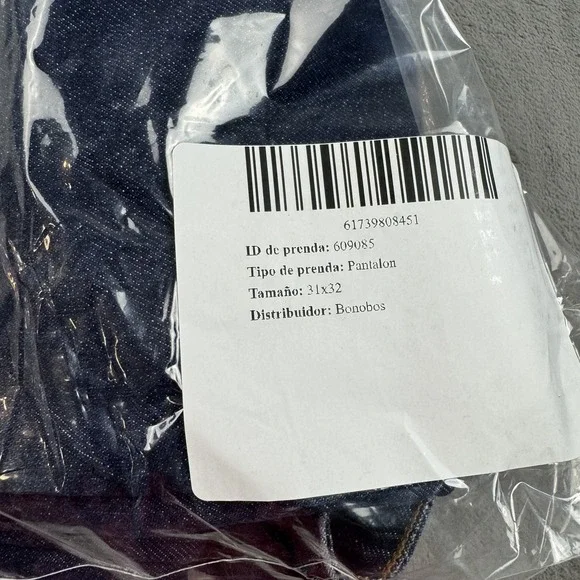 61739808451
ID de prenda: 609085
Tipo de prenda: Pantalon
Tamaño: 31x32
Distribuidor: Bonobos